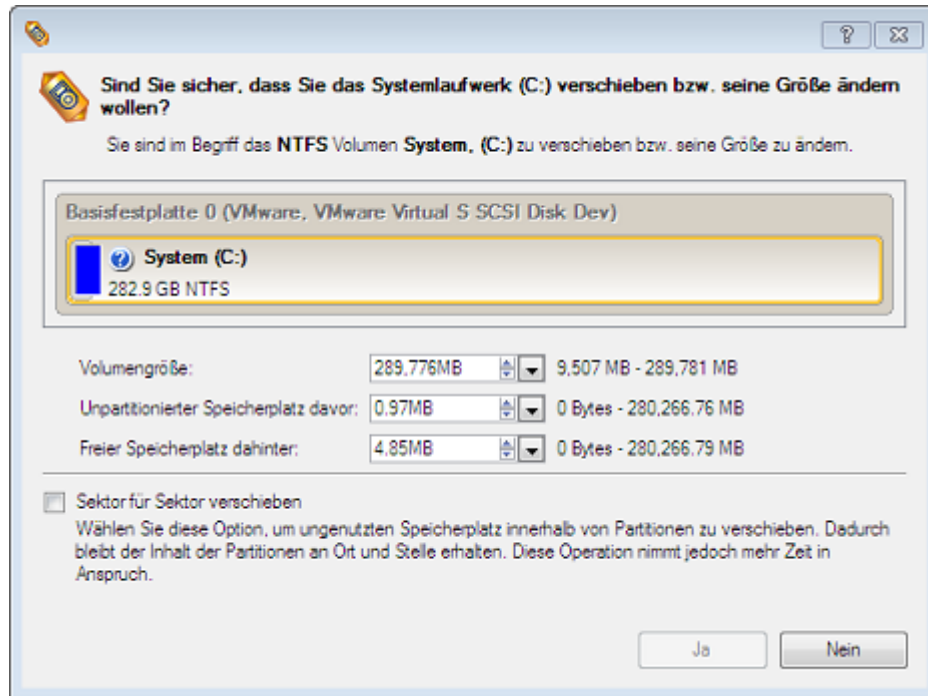 Sind Sie sicher, dass Sie das Systemlaufwerk (C:) verschieben bzw. seine Größe ändern
wollen?
Sie sind im Begriff das NTFS Volumen System, (C:) zu verschieben bzw. seine Größe zu ändern.
Basisfestplatte 0 (VMware, VMware Virtual S SCSI Disk Dev)
System (C:)
282.9 GB NTFS
Volumengröße: 289,776MB 9,507 MB - 289,781 MB
Unpartitionierter Speicherplatz davor: 0.97MB 0 Bytes - 280,266.76 MB
Freier Speicherplatz dahinter: 4.85MB 0 Bytes - 280,266.79 MB
Sektor für Sektor verschieben
Wählen Sie diese Option, um ungenutzten Speicherplatz innerhalb von Partitionen zu verschieben. Dadurch
bleibt der Inhalt der Partitionen an Ort und Stelle erhalten. Diese Operation nimmt jedoch mehr Zeit in
Anspruch.
Ja Nein